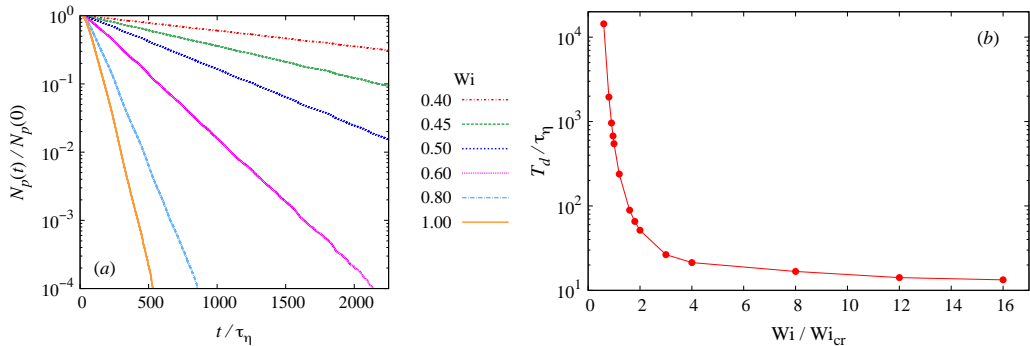 10^0
10^-1
10^-2
10^-3
10^-4
N_p(t) / N_p(0)
(a)
0 500 1000 1500 2000
t / τ_η
Wi
0.40
0.45
0.50
0.60
0.80
1.00
10^4
10^3
10^2
10^1
T_d / τ_η
(b)
0 2 4 6 8 10 12 14 16
Wi / Wi_cr